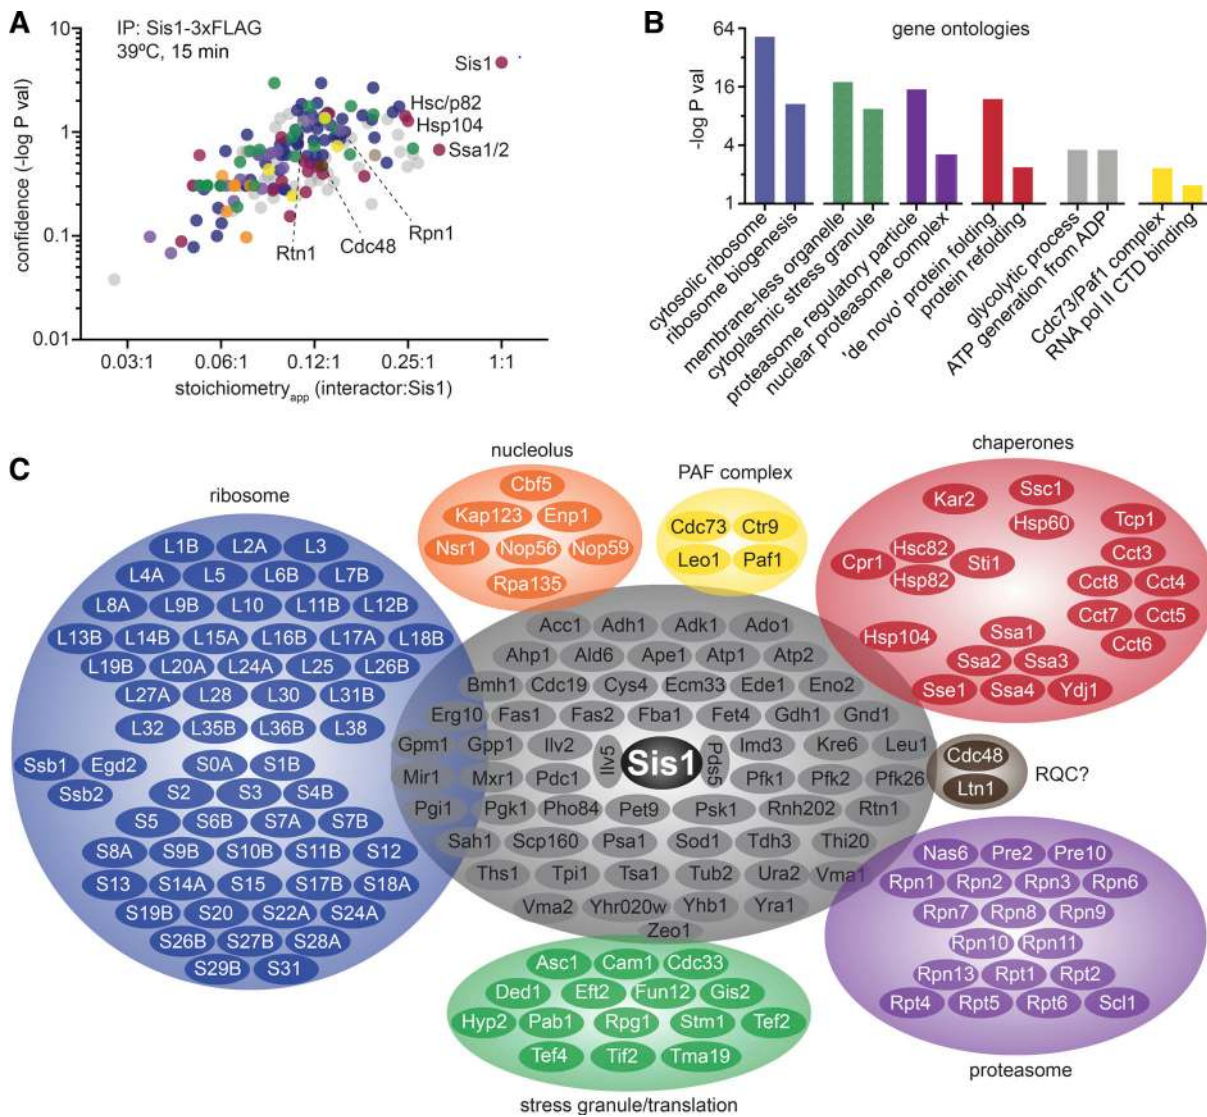 A
IP: Sis1-3xFLAG
39ºC, 15 min
confidence (-log P val)
10
1
0.1
0.01
Sis1
Hsc/p82
Hsp104
Ssa1/2
Rtn1
Cdc48
Rpn1
0.03:1 0.06:1 0.12:1 0.25:1 1:1
stoichiometryapp (interactor:Sis1)
B
gene ontologies
-log P val
64
16
4
1
cytosolic ribosome
ribosome biogenesis
membrane-less organelle
cytoplasmic stress granule
proteasome regulatory particle
nuclear proteasome complex
'de novo' protein folding
protein refolding
glycolytic process
ATP generation from ADP
Cdc73/Paf1 complex
RNA pol II CTD binding
C
ribosome
L1B L2A L3
L4A L5 L6B L7B
L8A L9B L10 L11B L12B
L13B L14B L15A L16B L17A L18B
L19B L20A L24A L25 L26B
L27A L28 L30 L31B
L32 L35B L36B L38
Ssb1 Egd2
Ssb2
S0A S1B
S2 S3 S4B
S5 S6B S7A S7B
S8A S9B S10B S11B S12
S13 S14A S15 S17B S18A
S19B S20 S22A S24A
S26B S27B S28A
S29B S31
nucleolus
Cbf5
Kap123 Enp1
Nsr1 Nop56 Nop59
Rpa135
PAF complex
Cdc73 Ctr9
Leo1 Paf1
chaperones
Kar2 Ssc1
Hsp60
Tcp1
Cct3
Cpr1 Hsc82 Sti1
Hsp82
Cct8 Cct4
Cct7 Cct5
Cct6
Hsp104
Ssa1
Ssa2 Ssa3
Sse1 Ssa4 Ydj1
Acc1 Adh1 Adk1 Ado1
Ahp1 Ald6 Ape1 Atp1 Atp2
Bmh1 Cdc19 Cys4 Ecm33 Ede1 Eno2
Erg10 Fas1 Fas2 Fba1 Fet4 Gdh1 Gnd1
Gpm1 Gpp1 Ilv2 Ilv5 Sis1 Pds5 Imd3 Kre6 Leu1
Mir1 Mxr1 Pdc1 Pfk1 Pfk2 Pfk26
Pgi1 Pgk1 Pho84 Pet9 Psk1 Rnh202 Rtn1
Sah1 Scp160 Psa1 Sod1 Tdh3 Thi20
Ths1 Tpi1 Tsa1 Tub2 Ura2 Vma1
Vma2 Yhr020w Yhb1 Yra1
Zeo1
Cdc48
Ltn1
RQC?
Nas6 Pre2 Pre10
Rpn1 Rpn2 Rpn3 Rpn6
Rpn7 Rpn8 Rpn9
Rpn10 Rpn11
Rpn13 Rpt1 Rpt2
Rpt4 Rpt5 Rpt6 Scl1
proteasome
Asc1 Cam1 Cdc33
Ded1 Eft2 Fun12 Gis2
Hyp2 Pab1 Rpg1 Stm1 Tef2
Tef4 Tif2 Tma19
stress granule/translation